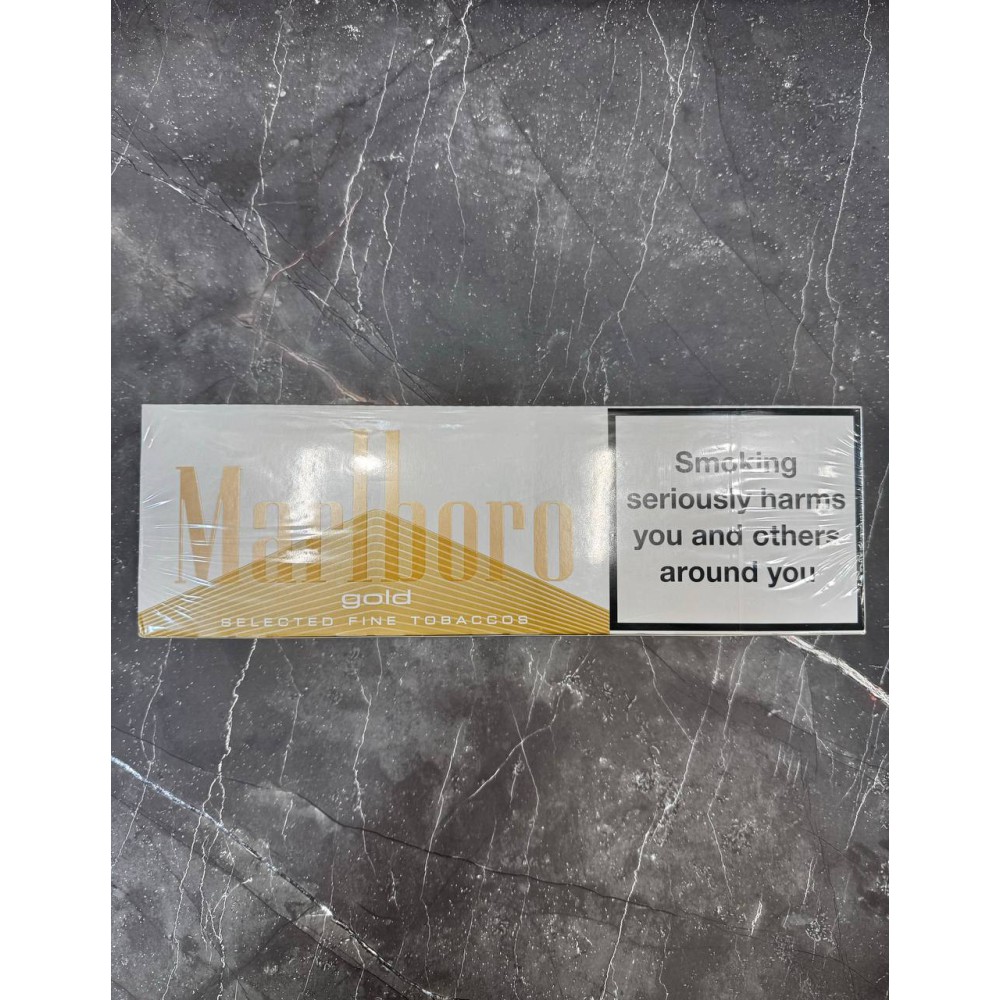 Marlboro
gold
SELECTED FINE TOBACCOS
Smoking
seriously harms
you and others
around you